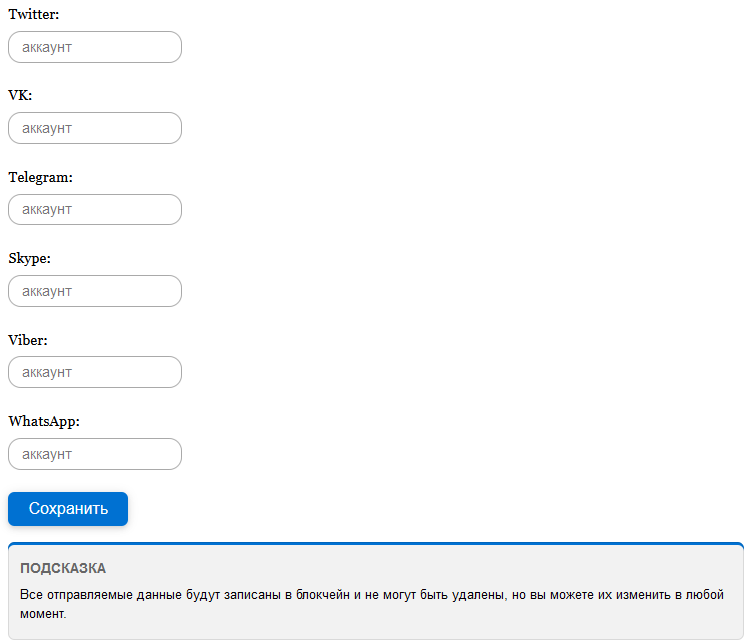 Twitter:
аккаунт
VK:
аккаунт
Telegram:
аккаунт
Skype:
аккаунт
Viber:
аккаунт
WhatsApp:
аккаунт
Сохранить
ПОДСКАЗКА
Все отправляемые данные будут записаны в блокчейн и не могут быть удалены, но вы можете их изменить в любой
момент.